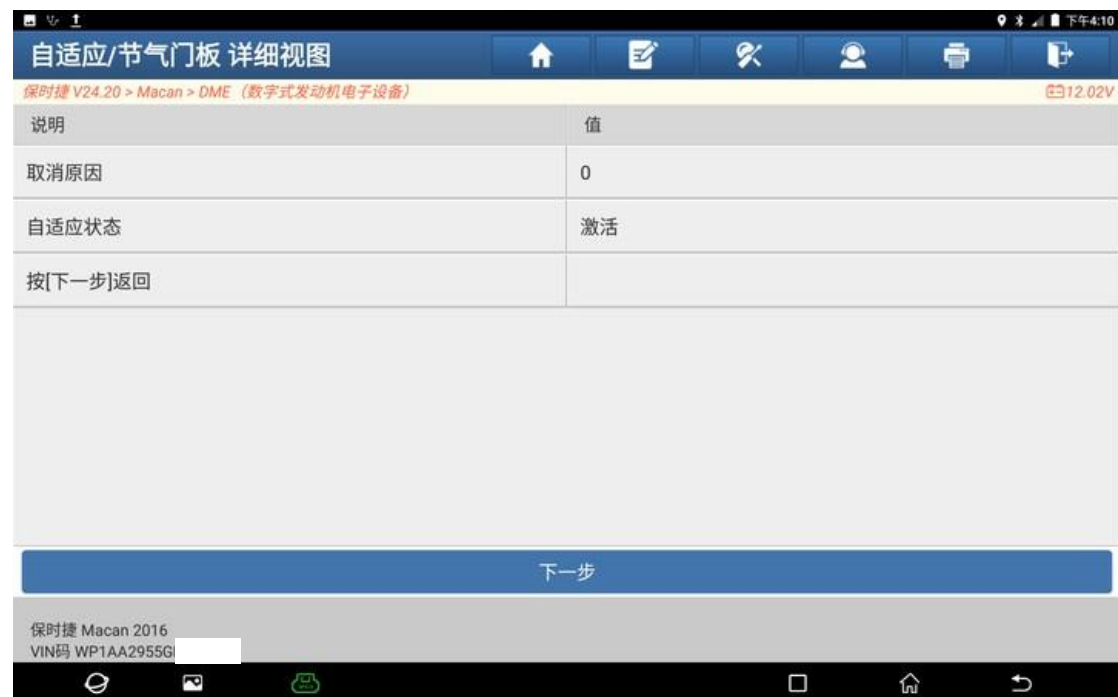 下午4:10
自适应/节气门板 详细视图
保时捷 V24.20 > Macan > DME（数字式发动机电子设备）
12.02V
说明 值
取消原因 0
自适应状态 激活
按[下一步]返回
下一步
保时捷 Macan 2016
VIN码 WP1AA2955G